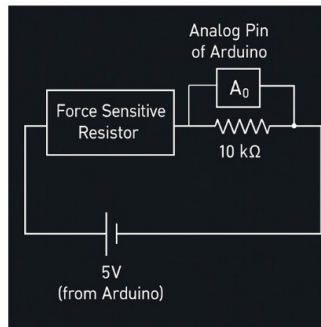 Analog Pin
of Arduino
A₀
Force Sensitive
Resistor
10 kΩ
5V
(from Arduino)